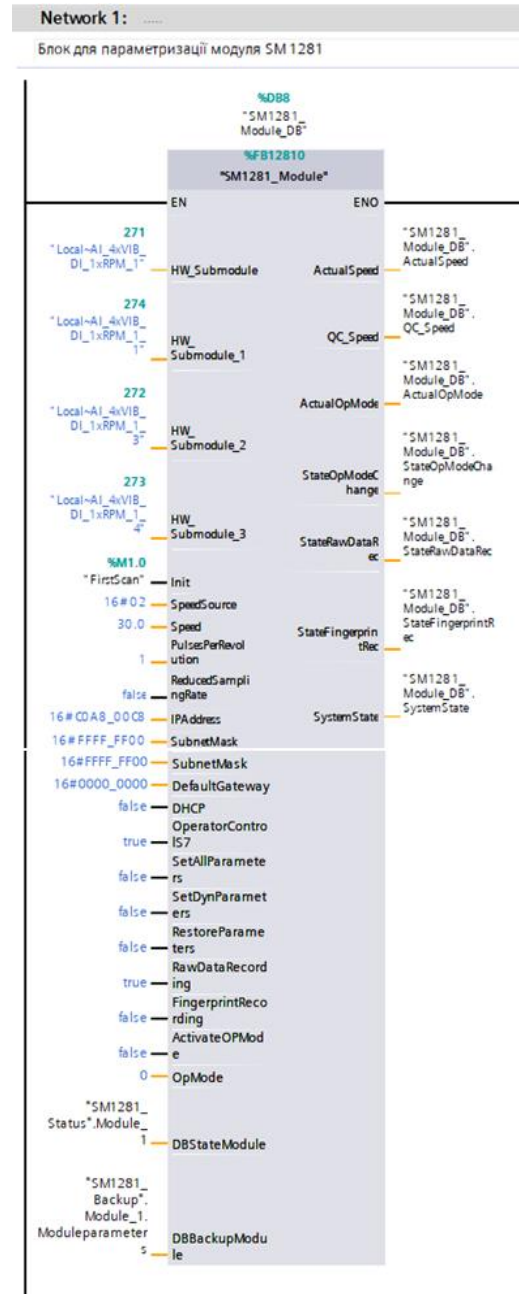 Network 1: .....
Блок для параметризації модуля SM 1281
%DB8
"SM1281_
Module_DB"
%FB12810
"SM1281_Module"
EN
ENO
271
"Local~AI_4xVIB_
DI_1xRPM_1"
HW_Submodule
ActualSpeed
"SM1281_
Module_DB".
ActualSpeed
274
"Local~AI_4xVIB_
DI_1xRPM_1_
1"
HW_
Submodule_1
QC_Speed
"SM1281_
Module_DB".
QC_Speed
ActualOpMode
"SM1281_
Module_DB".
ActualOpMode
272
"Local~AI_4xVIB_
DI_1xRPM_1_
3"
HW_
Submodule_2
StateOpModeC
hange
"SM1281_
Module_DB".
StateOpModeCha
nge
273
"Local~AI_4xVIB_
DI_1xRPM_1_
4"
HW_
Submodule_3
StateRawDataR
ec
"SM1281_
Module_DB".
StateRawDataRec
%M1.0
"FirstScan"
Init
16#02
SpeedSource
30.0
Speed
StateFingerprin
tRec
"SM1281_
Module_DB".
StateFingerprintR
ec
1
PulsesPerRevol
ution
false
ReducedSampli
ngRate
16#C0A8_00C8
IPAddress
SystemState
"SM1281_
Module_DB".
SystemState
16#FFFF_FF00
SubnetMask
16#FFFF_FF00
SubnetMask
16#0000_0000
DefaultGateway
false
DHCP
true
OperatorContro
lS7
false
SetAllParamete
rs
false
SetDynParamet
ers
false
RestoreParame
ters
true
RawDataRecord
ing
false
FingerprintReco
rding
false
ActivateOPMod
e
0
OpMode
"SM1281_
Status".Module_
1
DBStateModule
"SM1281_
Backup".
Module_1.
Moduleparameter
s
DBBackupModu
le